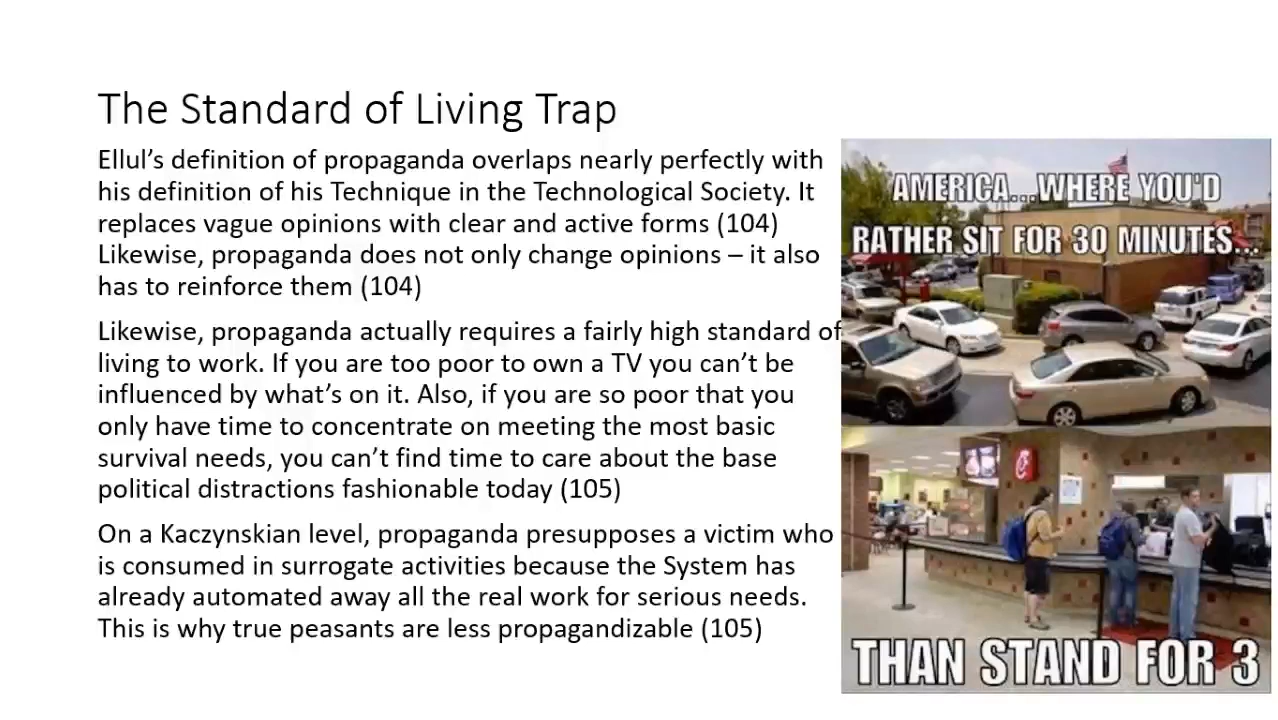 The Standard of Living Trap
Ellul’s definition of propaganda overlaps nearly perfectly with
his definition of his Technique in the Technological Society. It
replaces vague opinions with clear and active forms (104)
Likewise, propaganda does not only change opinions – it also
has to reinforce them (104)
Likewise, propaganda actually requires a fairly high standard of
living to work. If you are too poor to own a TV you can’t be
influenced by what’s on it. Also, if you are so poor that you
only have time to concentrate on meeting the most basic
survival needs, you can’t find time to care about the base
political distractions fashionable today (105)
On a Kaczynskian level, propaganda presupposes a victim who
is consumed in surrogate activities because the System has
already automated away all the real work for serious needs.
This is why true peasants are less propagandizable (105)
AMERICA...WHERE YOU'D
RATHER SIT FOR 30 MINUTES...
THAN STAND FOR 3